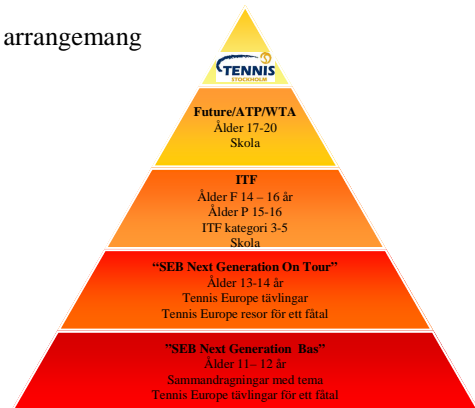 arrangemang
TENNIS
STOCKHOLM
Future/ATP/WTA
Ålder 17-20
Skola
ITF
Ålder F 14 – 16 år
Ålder P 15-16
ITF kategori 3-5
Skola
“SEB Next Generation On Tour”
Ålder 13-14 år
Tennis Europe tävlingar
Tennis Europe resor för ett fåtal
”SEB Next Generation  Bas”
Ålder 11– 12 år
Sammandragningar med tema
Tennis Europe tävlingar för ett fåtal